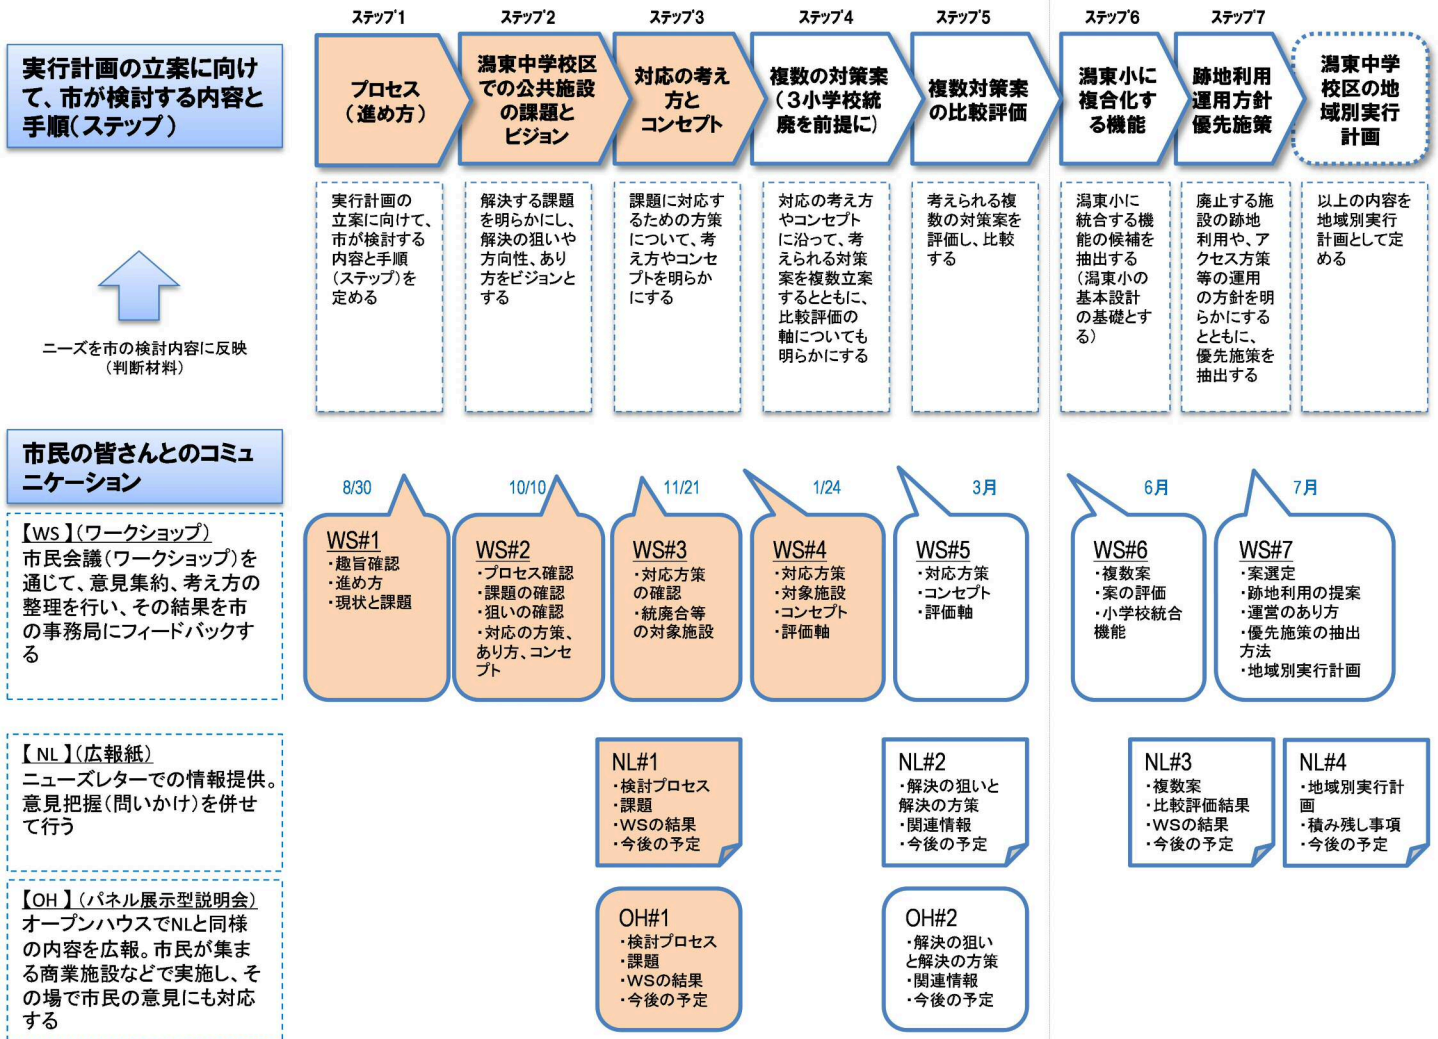 ステップ1
ステップ2
ステップ3
ステップ4
ステップ5
ステップ6
ステップ7
実行計画の立案に向け
て、市が検討する内容と
手順(ステップ)
プロセス
(進め方)
潟東中学校区
での公共施設
の課題と
ビジョン
対応の考え
方と
コンセプト
複数の対策案
(3小学校統
廃を前提に)
複数対策案
の比較評価
潟東小に
複合化す
る機能
跡地利用
運用方針
優先施策
潟東中学
校区の地
域別実行
計画
実行計画の
立案に向けて、
市が検討する
内容と手順
(ステップ)を
定める
解決する課題
を明らかにし、
解決の狙いや
方向性、あり
方をビジョンと
する
課題に対応す
るための方策
について、考
え方やコンセ
プトを明らか
にする
対応の考え方
やコンセプト
に沿って、考
えられる対策
案を複数立案
するとともに、
比較評価の
軸についても
明らかにする
考えられる複
数の対策案を
評価し、比較
する
潟東小に
統合する機
能の候補を
抽出する
(潟東小の
基本設計
の基礎とす
る)
廃止する施
設の跡地
利用や、ア
クセス方策
等の運用
の方針を明
らかにする
とともに、
優先施策を
抽出する
以上の内容を
地域別実行
計画として定
める
ニーズを市の検討内容に反映
(判断材料)
市民の皆さんとのコミュ
ニケーション
8/30
10/10
11/21
1/24
3月
6月
7月
【WS】(ワークショップ)
市民会議(ワークショップ)を
通じて、意見集約、考え方の
整理を行い、その結果を市
の事務局にフィードバックす
る
WS#1
・趣旨確認
・進め方
・現状と課題
WS#2
・プロセス確認
・課題の確認
・狙いの確認
・対応の方策、
あり方、コンセ
プト
WS#3
・対応方策
の確認
・統廃合等
の対象施設
WS#4
・対応方策
・対象施設
・コンセプト
・評価軸
WS#5
・対応方策
・コンセプト
・評価軸
WS#6
・複数案
・案の評価
・小学校統合
機能
WS#7
・案選定
・跡地利用の提案
・運営のあり方
・優先施策の抽出
方法
・地域別実行計画
【NL】(広報紙)
ニューズレターでの情報提供。
意見把握(問いかけ)を併せ
て行う
NL#1
・検討プロセス
・課題
・WSの結果
・今後の予定
NL#2
・解決の狙いと
解決の方策
・関連情報
・今後の予定
NL#3
・複数案
・比較評価結果
・WSの結果
・今後の予定
NL#4
・地域別実行計
画
・積み残し事項
・今後の予定
【OH】(パネル展示型説明会)
オープンハウスでNLと同様
の内容を広報。市民が集ま
る商業施設などで実施し、そ
の場で市民の意見にも対応
する
OH#1
・検討プロセス
・課題
・WSの結果
・今後の予定
OH#2
・解決の狙い
と解決の方策
・関連情報
・今後の予定